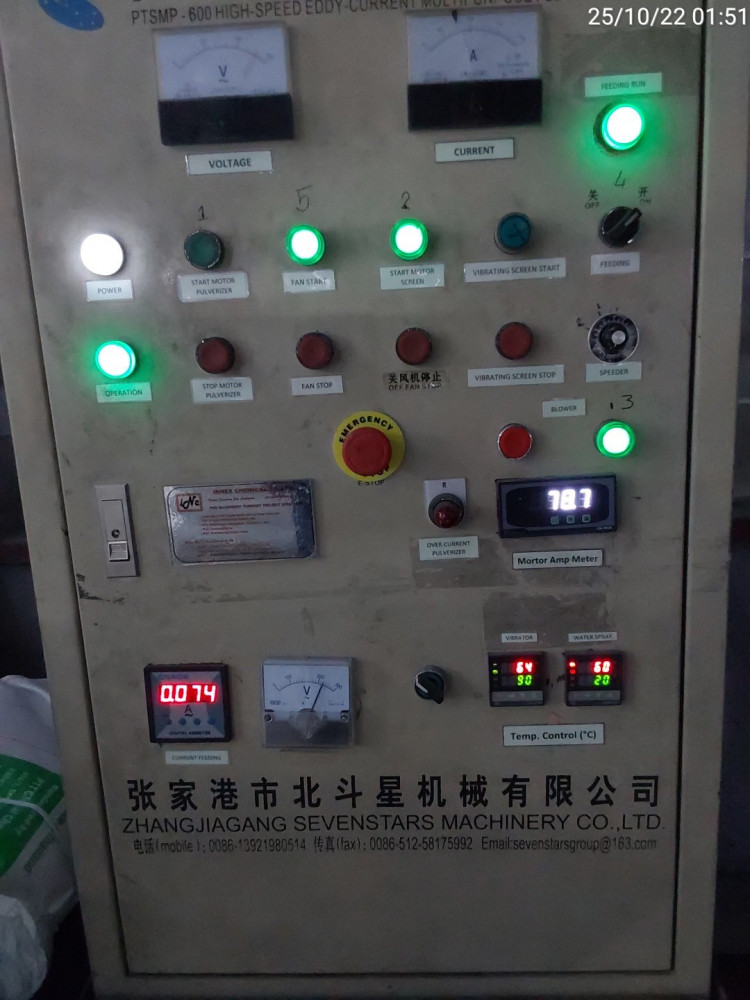 25/10/22 01:51
PTSMP - 600 HIGH-SPEED EDDY-CURRENT
V
A
FEEDING RUN
VOLTAGE
CURRENT
5
2
4
1
关 开
OFF ON
POWER
START MOTOR
PULVERIZER
FAN START
START MOTOR
SCREEN
VIBRATING SCREEN START
FEEDING
OPERATION
STOP MOTOR
PULVERIZER
FAN STOP
关风机停止
OFF FAN STOP
VIBRATING SCREEN STOP
SPEEDER
BLOWER
.3
EMERGENCY
STOP
E-STOP
INNEX CHEMICAL
R
OVER CURRENT
PULVERIZER
78.7
Mortor Amp Meter
VIBRATOR
WATER SPRAY
64
90
60
20
Temp. Control (°C)
0.074
A
CURRENT FEEDING
V
张家港市北斗星机械有限公司
ZHANGJIAGANG SEVENSTARS MACHINERY CO.,LTD.
电话(mobile): 0086-13921980514 传真(fax): 0086-512-58175992 Email:sevenstarsgroup@163.com